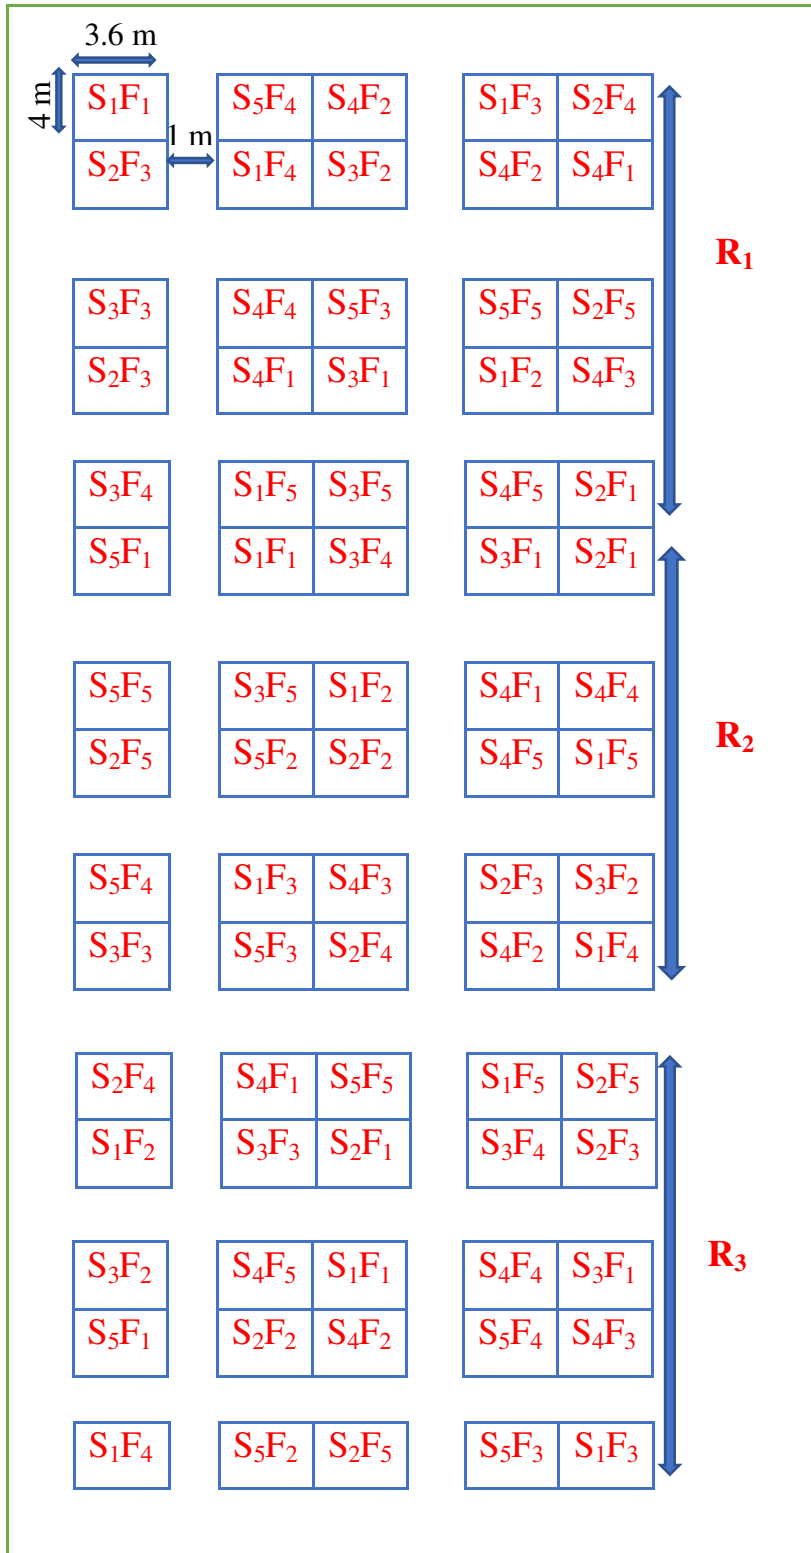 3.6 m
4 m
S₁F₁ S₅F₄ S₄F₂ S₁F₃ S₂F₄
1 m
S₂F₃ S₁F₄ S₃F₂ S₄F₂ S₄F₁
R₁
S₃F₃ S₄F₄ S₅F₃ S₅F₅ S₂F₅
S₂F₃ S₄F₁ S₃F₁ S₁F₂ S₄F₃
S₃F₄ S₁F₅ S₃F₅ S₄F₅ S₂F₁
S₅F₁ S₁F₁ S₃F₄ S₃F₁ S₂F₁
S₅F₅ S₃F₅ S₁F₂ S₄F₁ S₄F₄
R₂
S₂F₅ S₅F₂ S₂F₂ S₄F₅ S₁F₅
S₅F₄ S₁F₃ S₄F₃ S₂F₃ S₃F₂
S₃F₃ S₅F₃ S₂F₄ S₄F₂ S₁F₄
S₂F₄ S₄F₁ S₅F₅ S₁F₅ S₂F₅
S₁F₂ S₃F₃ S₂F₁ S₃F₄ S₂F₃
R₃
S₃F₂ S₄F₅ S₁F₁ S₄F₄ S₃F₁
S₅F₁ S₂F₂ S₄F₂ S₅F₄ S₄F₃
S₁F₄ S₅F₂ S₂F₅ S₅F₃ S₁F₃